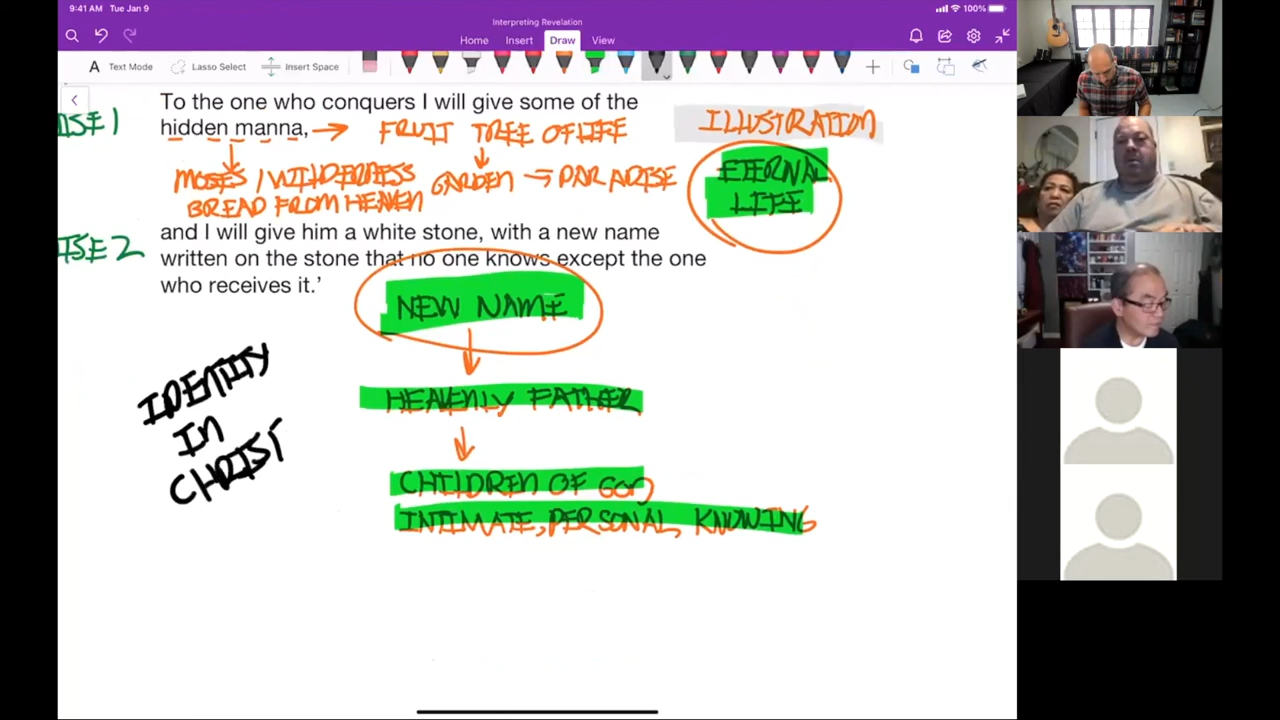 9:41 AM Tue Jan 9
100%
Interpreting Revelation
Home Insert Draw View
Text Mode Lasso Select Insert Space
To the one who conquers I will give some of the
hidden manna, → FRUIT TREE OF LIFE
ILLUSTRATION
MOSES / WILDERNESS
BREAD FROM HEAVEN
GARDEN → PARADISE
ETERNAL
LIFE
and I will give him a white stone, with a new name
written on the stone that no one knows except the one
who receives it.’
NEW NAME
IDENTITY
IN
CHRIST
HEAVENLY FATHER
CHILDREN OF GOD
INTIMATE, PERSONAL, KNOWING